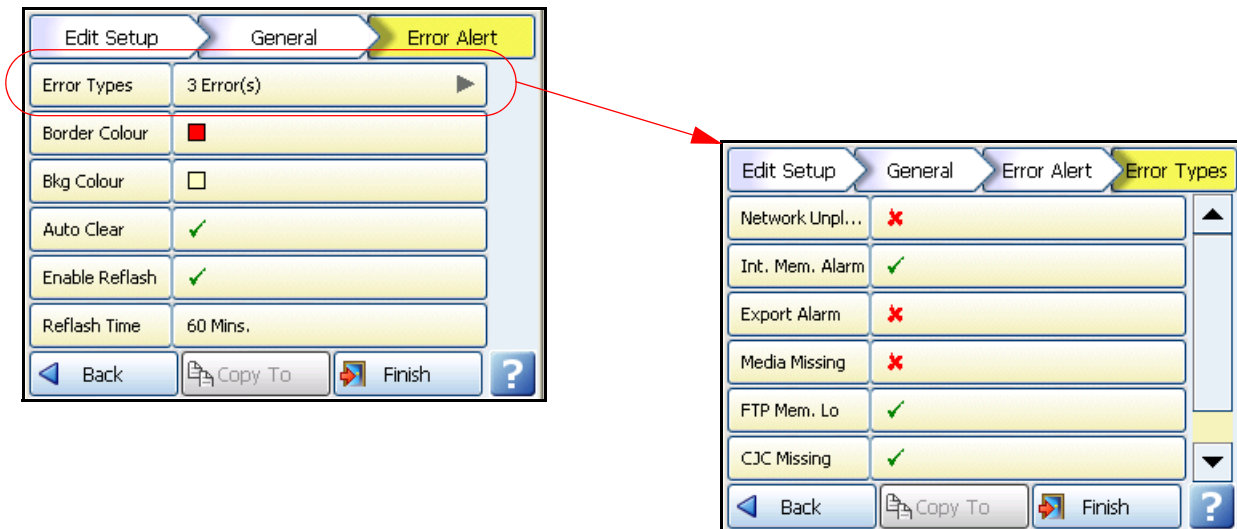 Edit Setup General Error Alert
Error Types 3 Error(s)
Border Colour
Bkg Colour
Auto Clear
Enable Reflash
Reflash Time 60 Mins.
Back Copy To Finish ?
Edit Setup General Error Alert Error Types
Network Unpl...
Int. Mem. Alarm
Export Alarm
Media Missing
FTP Mem. Lo
CJC Missing
Back Copy To Finish ?